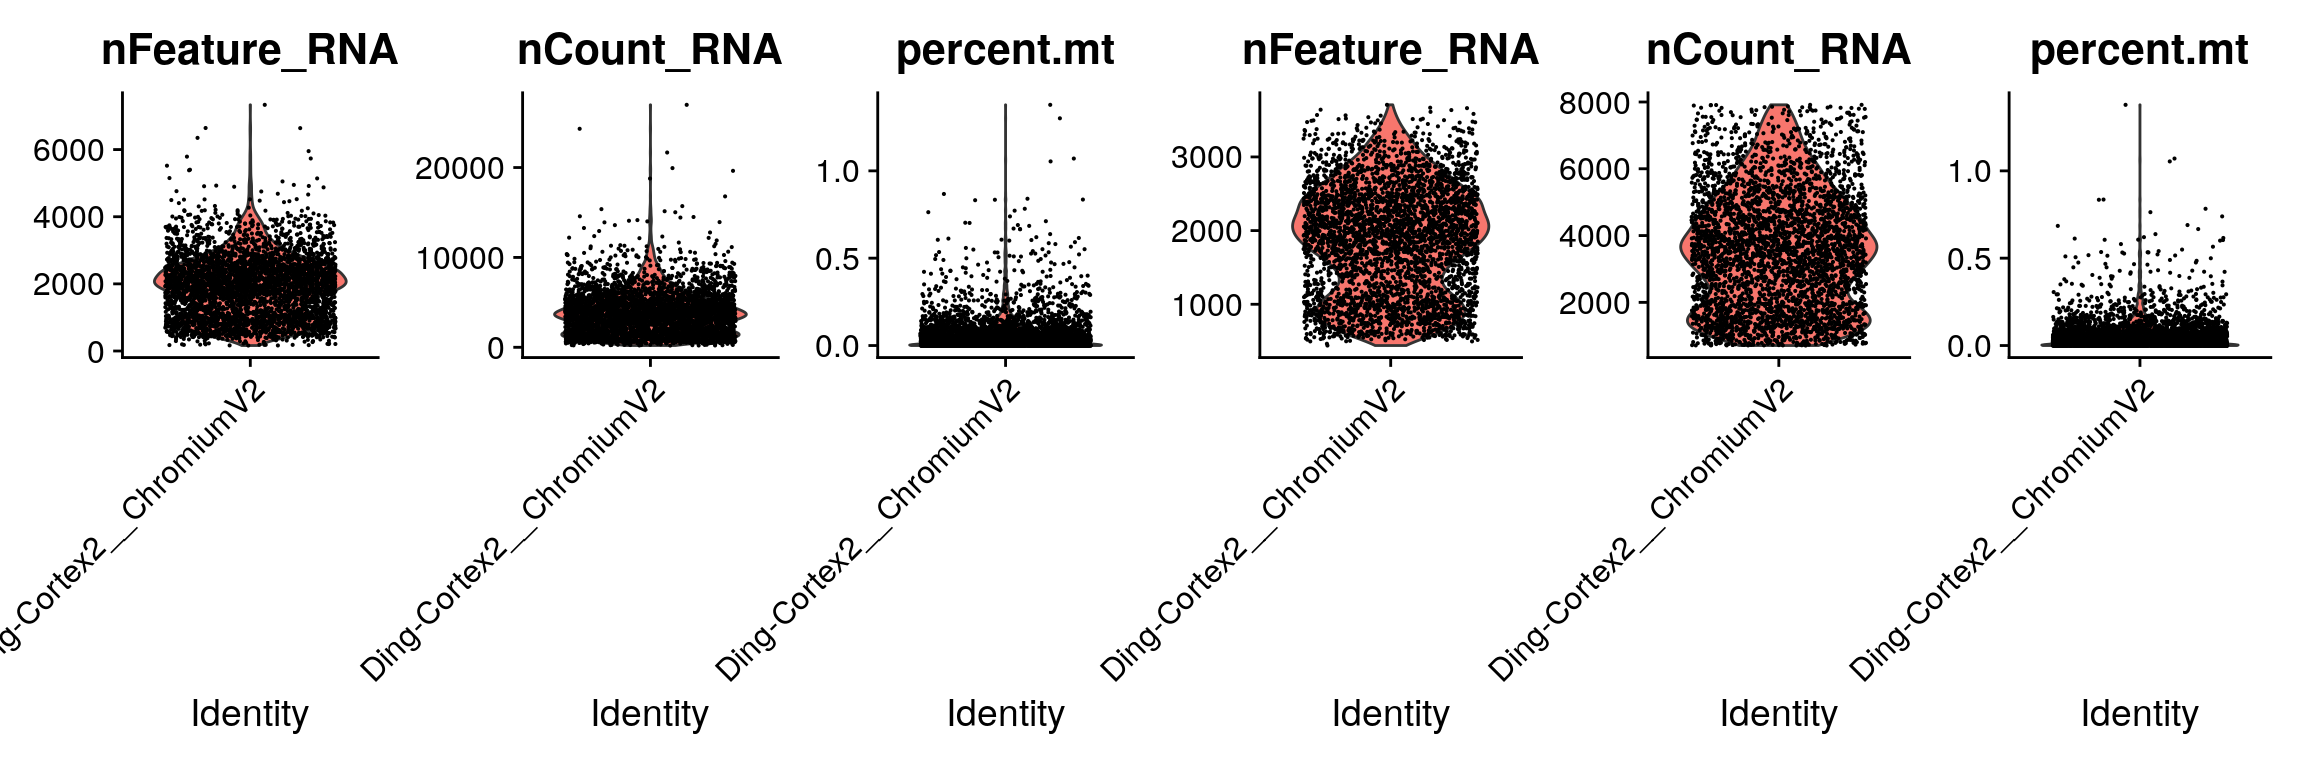 nFeature_RNA
6000
4000
2000
0
ng-Cortex2__ChromiumV2
Identity
nCount_RNA
20000
10000
0
Ding-Cortex2__ChromiumV2
Identity
percent.mt
1.0
0.5
0.0
Ding-Cortex2__ChromiumV2
Identity
nFeature_RNA
3000
2000
1000
Ding-Cortex2__ChromiumV2
Identity
nCount_RNA
8000
6000
4000
2000
Ding-Cortex2__ChromiumV2
Identity
percent.mt
1.0
0.5
0.0
Ding-Cortex2__ChromiumV2
Identity